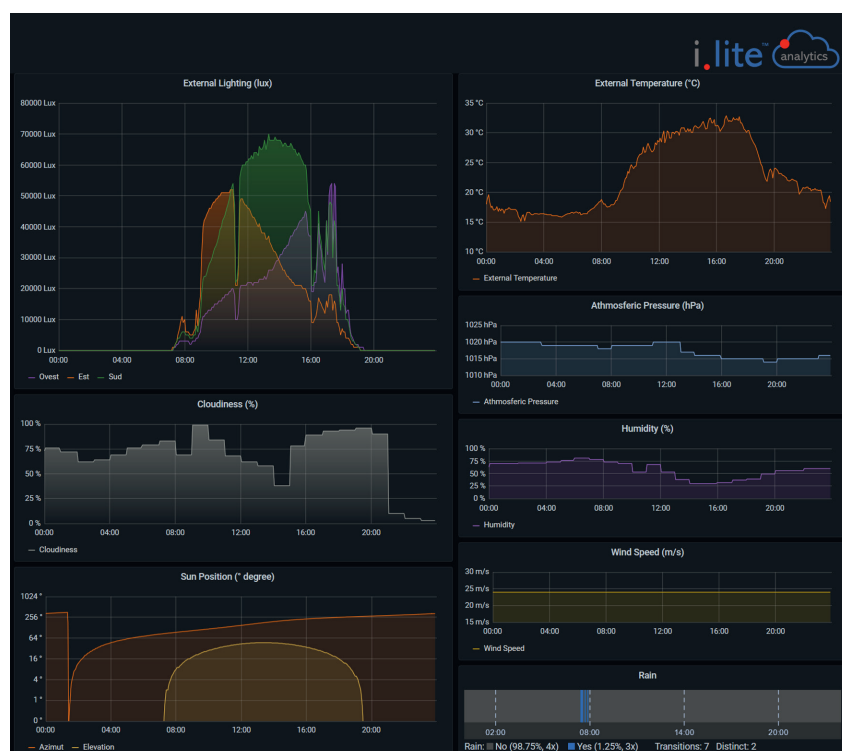 i.lite™ analytics
External Lighting (lux)
80000 Lux
70000 Lux
60000 Lux
50000 Lux
40000 Lux
30000 Lux
20000 Lux
10000 Lux
0 Lux
00:00 04:00 08:00 12:00 16:00 20:00
— Ovest — Est — Sud
External Temperature (°C)
35 °C
30 °C
25 °C
20 °C
15 °C
10 °C
00:00 04:00 08:00 12:00 16:00 20:00
— External Temperature
Athmosferic Pressure (hPa)
1025 hPa
1020 hPa
1015 hPa
1010 hPa
00:00 04:00 08:00 12:00 16:00 20:00
— Athmosferic Pressure
Cloudiness (%)
100 %
75 %
50 %
25 %
0 %
00:00 04:00 08:00 12:00 16:00 20:00
— Cloudiness
Humidity (%)
100 %
75 %
50 %
25 %
0 %
00:00 04:00 08:00 12:00 16:00 20:00
— Humidity
Wind Speed (m/s)
30 m/s
25 m/s
20 m/s
15 m/s
00:00 04:00 08:00 12:00 16:00 20:00
— Wind Speed
Sun Position (° degree)
1024 °
256 °
64 °
16 °
4 °
1 °
0 °
00:00 04:00 08:00 12:00 16:00 20:00
— Azimut — Elevation
Rain
02:00 08:00 14:00 20:00
Rain: No (98.75%, 4x) Yes (1.25%, 3x) Transitions: 7 Distinct: 2